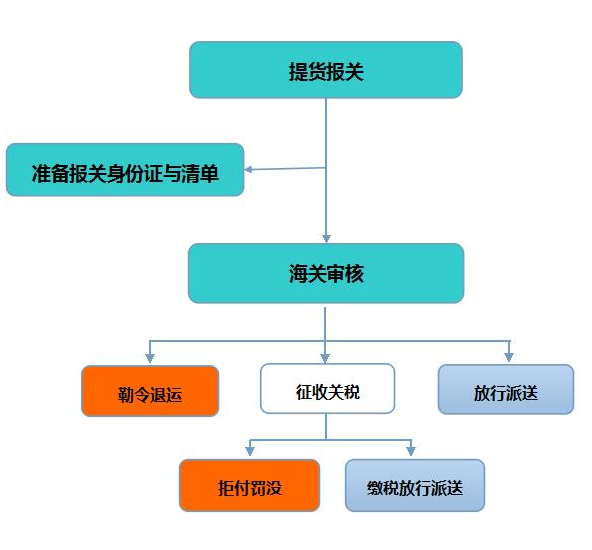 提货报关
准备报关身份证与清单
海关审核
勒令退运
征收关税
放行派送
拒付罚没
缴税放行派送